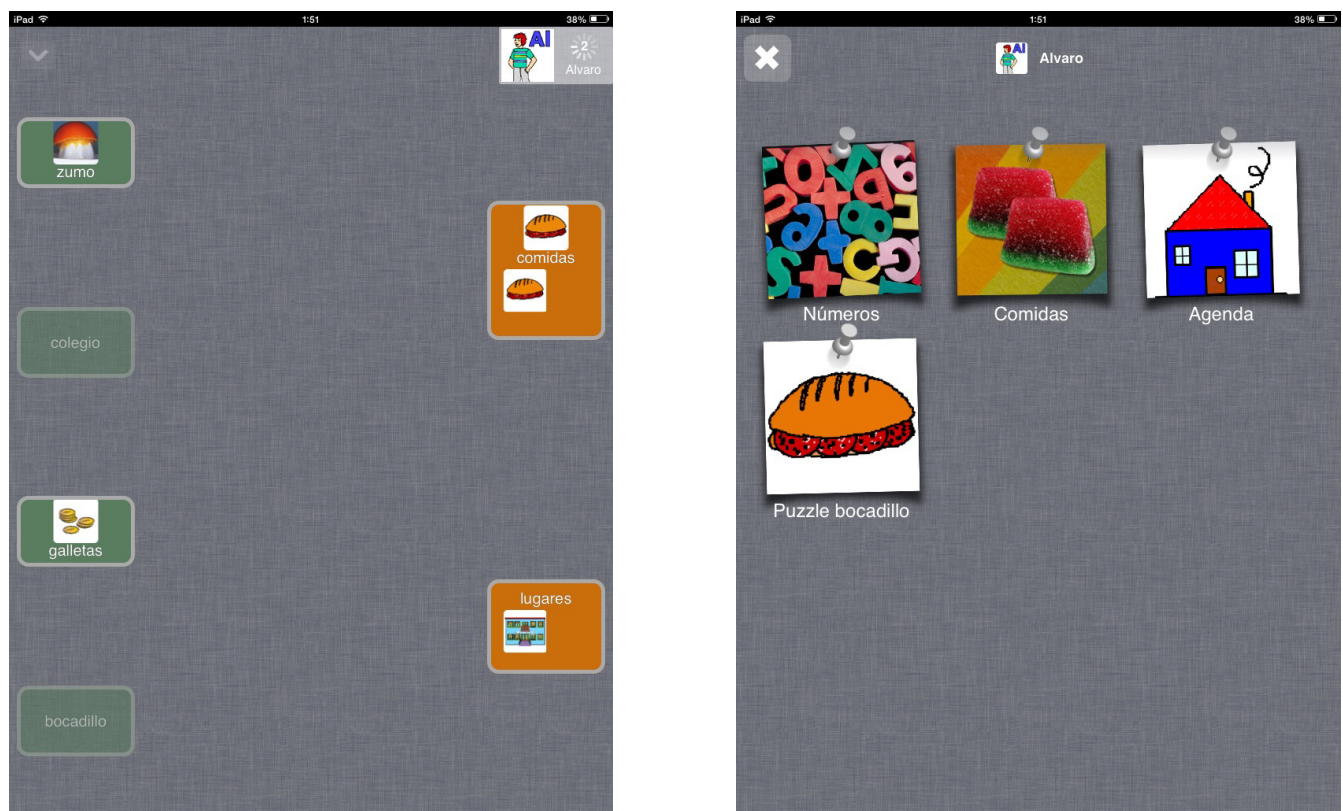 iPad 1:51 38%
AI
2
Alvaro
zumo
comidas
colegio
galletas
lugares
bocadillo
iPad 1:51 38%
AI
Alvaro
Números
Comidas
Agenda
Puzzle bocadillo